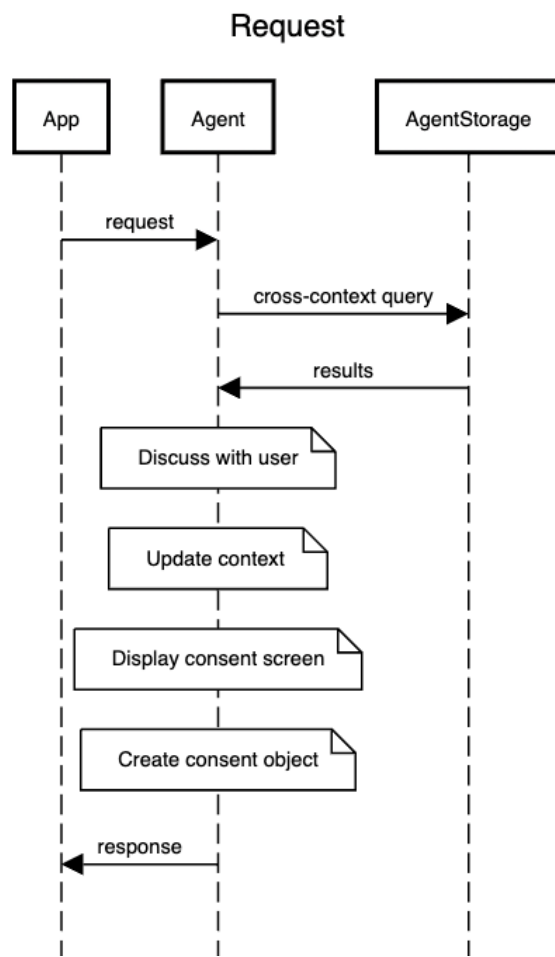 Request
App
Agent
AgentStorage
request
cross-context query
results
Discuss with user
Update context
Display consent screen
Create consent object
response